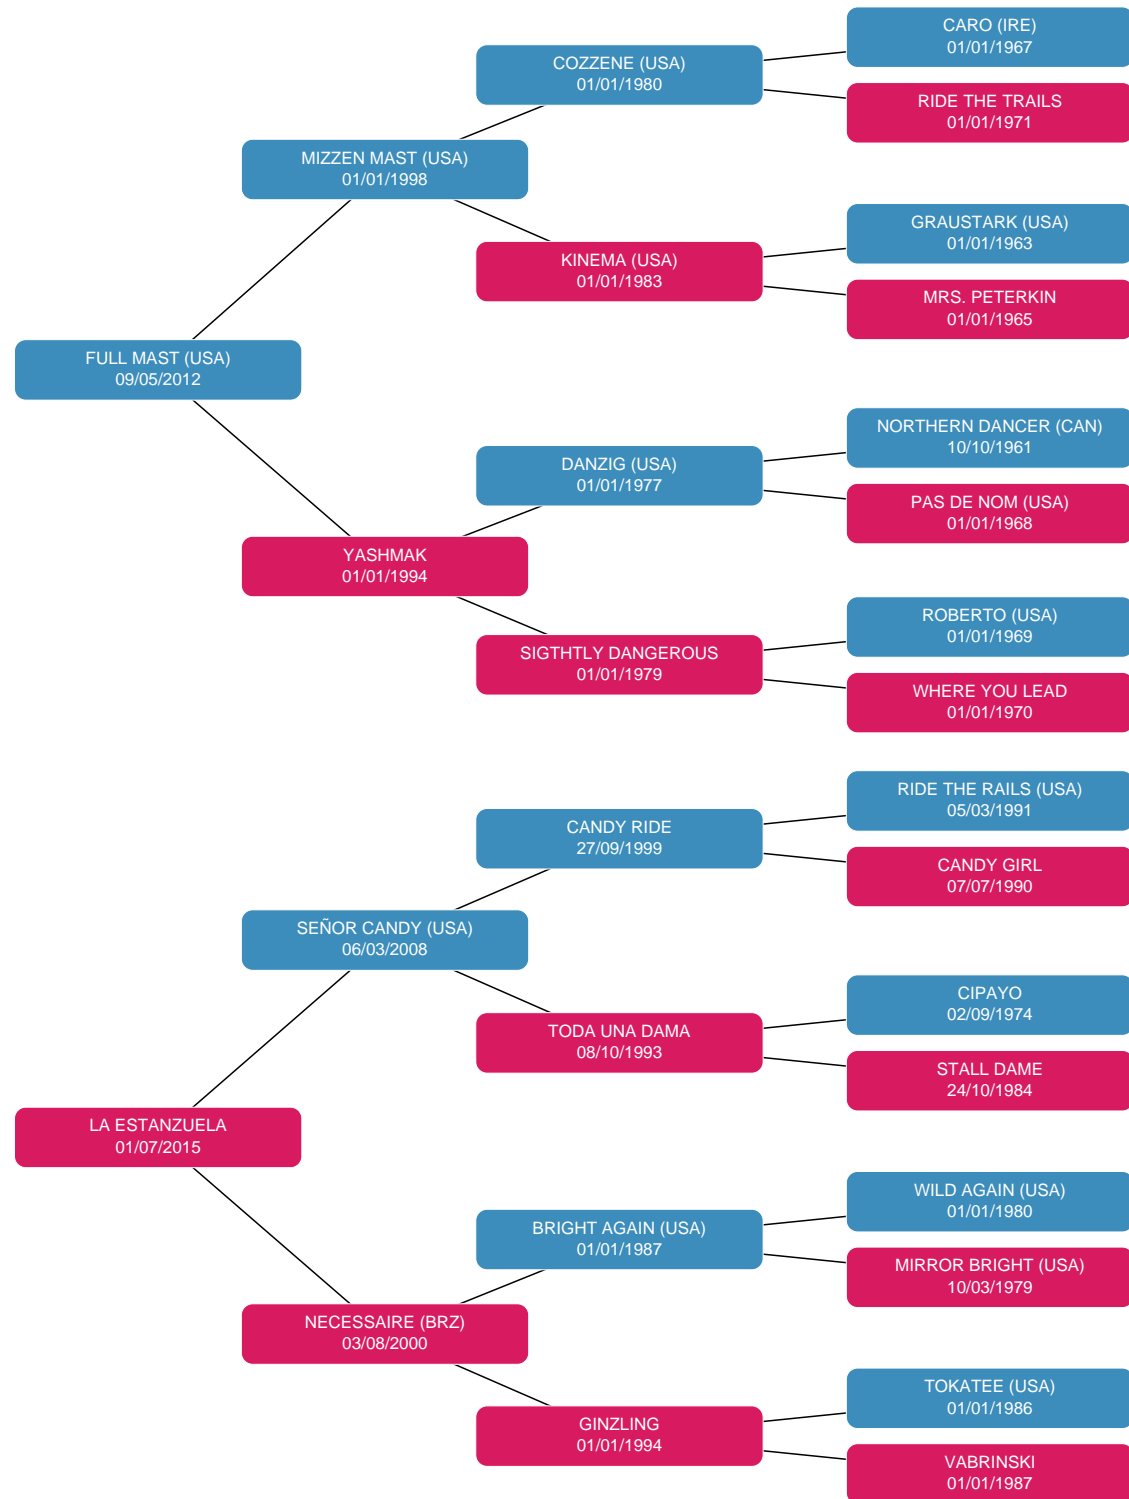 CARO (IRE)
01/01/1967
COZZENE (USA)
01/01/1980
RIDE THE TRAILS
01/01/1971
MIZZEN MAST (USA)
01/01/1998
GRAUSTARK (USA)
01/01/1963
KINEMA (USA)
01/01/1983
MRS. PETERKIN
01/01/1965
FULL MAST (USA)
09/05/2012
NORTHERN DANCER (CAN)
10/10/1961
DANZIG (USA)
01/01/1977
PAS DE NOM (USA)
01/01/1968
YASHMAK
01/01/1994
ROBERTO (USA)
01/01/1969
SIGTHTLY DANGEROUS
01/01/1979
WHERE YOU LEAD
01/01/1970
RIDE THE RAILS (USA)
05/03/1991
CANDY RIDE
27/09/1999
CANDY GIRL
07/07/1990
SEÑOR CANDY (USA)
06/03/2008
CIPAYO
02/09/1974
TODA UNA DAMA
08/10/1993
STALL DAME
24/10/1984
LA ESTANZUELA
01/07/2015
WILD AGAIN (USA)
01/01/1980
BRIGHT AGAIN (USA)
01/01/1987
MIRROR BRIGHT (USA)
10/03/1979
NECESSAIRE (BRZ)
03/08/2000
TOKATEE (USA)
01/01/1986
GINZLING
01/01/1994
VABRINSKI
01/01/1987